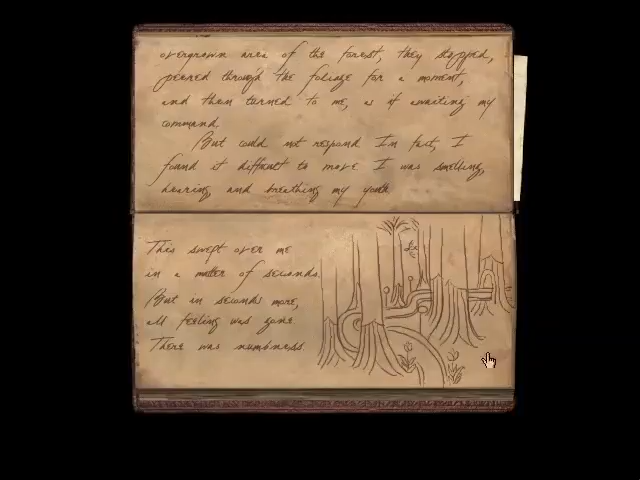 overgrown area of the forest, they stopped,
peered through the foliage for a moment,
and then turned to me, as if awaiting my
command.
But could not respond In fact, I
found it difficult to move I was smelling,
hearing, and breathing my youth
This swept over me
in a matter of seconds.
But in seconds more,
all feeling was gone
There was numbness.